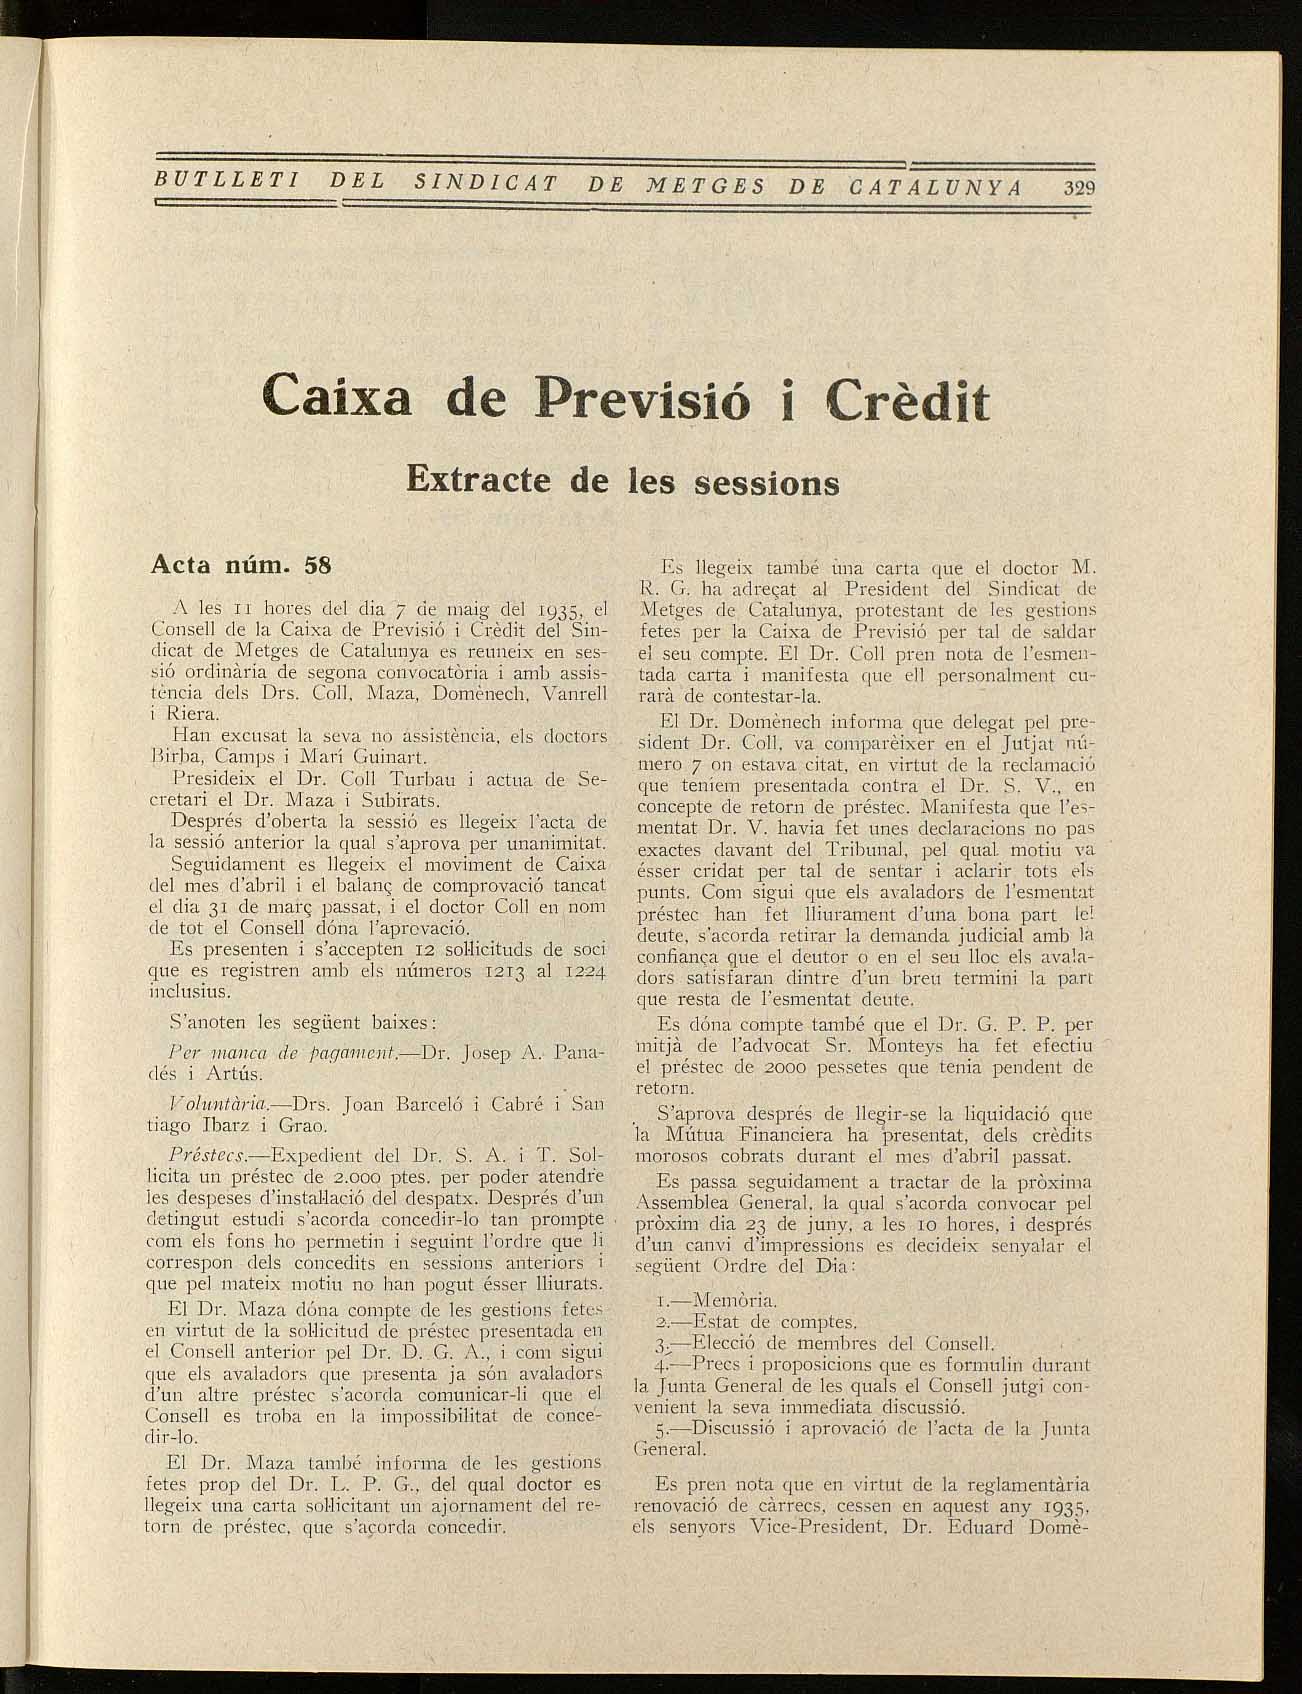 BUTLLETI DEL SINDICAT DE METGES DE CATALUNYA 329
Caixa de Previsió i Crèdit
Extracte de les sessions
Acta núm. 58
A les 11 hores del dia 7 de maig del 1935, el
Consell de la Caixa de Previsió i Crèdit del Sin-
dicat de Metges de Catalunya es reuneix en ses-
sió ordinària de segona convocatòria i amb assis-
tència dels Drs. Coll, Maza, Domènech, Vanrell
i Riera.
Han excusat la seva no assistència, els doctors
Birba, Camps i Marí Guinart.
Presideix el Dr. Coll Turbau i actua de Se-
cretari el Dr. Maza i Subirats.
Després d'oberta la sessió es llegeix l'acta de
la sessió anterior la qual s'aprova per unanimitat.
Seguidament es llegeix el moviment de Caixa
del mes d'abril i el balanç de comprovació tancat
el dia 31 de març passat, i el doctor Coll en nom
de tot el Consell dóna l'aprovació.
Es presenten i s'accepten 12 sol·licituds de soci
que es registren amb els números 1213 al 1224
inclusius.
S'anoten les següent baixes:
Per manca de pagament.—Dr. Josep A. Pana-
dés i Artús.
Voluntària.—Drs. Joan Barceló i Cabré i San
tiago Ibarz i Grao.
Préstecs.—Expedient del Dr. S. A. i T. Sol-
licita un préstec de 2.000 ptes. per poder atendre
les despeses d'instal·lació del despatx. Després d'un
detingut estudi s'acorda concedir-lo tan prompte
com els fons ho permetin i seguint l'ordre que li
correspon dels concedits en sessions anteriors i
que pel mateix motiu no han pogut ésser lliurats.
El Dr. Maza dóna compte de les gestions fetes
en virtut de la sol·licitud de préstec presentada en
el Consell anterior pel Dr. D. G. A., i com sigui
que els avaladors que presenta ja són avaladors
d'un altre préstec s'acorda comunicar-li que el
Consell es troba en la impossibilitat de conce-
dir-lo.
El Dr. Maza també informa de les gestions
fetes prop del Dr. L. P. G., del qual doctor es
llegeix una carta sol·licitant un ajornament del re-
torn de préstec, que s'acorda concedir.
Es llegeix també una carta que el doctor M.
R. G. ha adreçat al President del Sindicat de
Metges de Catalunya, protestant de les gestions
fetes per la Caixa de Previsió per tal de saldar
el seu compte. El Dr. Coll pren nota de l'esmen-
tada carta i manifesta que ell personalment cu-
rarà de contestar-la.
El Dr. Domènech informa que delegat pel pre-
sident Dr. Coll, va comparèixer en el Jutjat nú-
mero 7 on estava citat, en virtut de la reclamació
que teniem presentada contra el Dr. S. V., en
concepte de retorn de préstec. Manifesta que l'es-
mentat Dr. V. havia fet unes declaracions no pas
exactes davant del Tribunal, pel qual motiu va
ésser cridat per tal de sentar i aclarir tots els
punts. Com sigui que els avaladors de l'esmentat
préstec han fet lliurament d'una bona part lel
deute, s'acorda retirar la demanda judicial amb la
confiança que el deutor o en el seu lloc els avala-
dors satisfaran dintre d'un breu termini la part
que resta de l'esmentat deute.
Es dóna compte també que el Dr. G. P. P. per
mitjà de l'advocat Sr. Monteys ha fet efectiu
el préstec de 2000 pessetes que tenia pendent de
retorn.
S'aprova després de llegir-se la liquidació que
la Mútua Financiera ha presentat, dels crèdits
morosos cobrats durant el mes d'abril passat.
Es passa seguidament a tractar de la pròxima
Assemblea General, la qual s'acorda convocar pel
pròxim dia 23 de juny, a les 10 hores, i després
d'un canvi d'impressions es decideix senyalar el
següent Ordre del Dia:
1.—Memòria.
2.—Estat de comptes.
3.—Elecció de membres del Consell.
4.—Precs i proposicions que es formulin durant
la Junta General de les quals el Consell jutgi con-
venient la seva immediata discussió.
5.—Discussió i aprovació de l'acta de la Junta
General.
Es pren nota que en virtut de la reglamentària
renovació de càrrecs, cessen en aquest any 1935,
els senyors Vice-President, Dr. Eduard Domè-